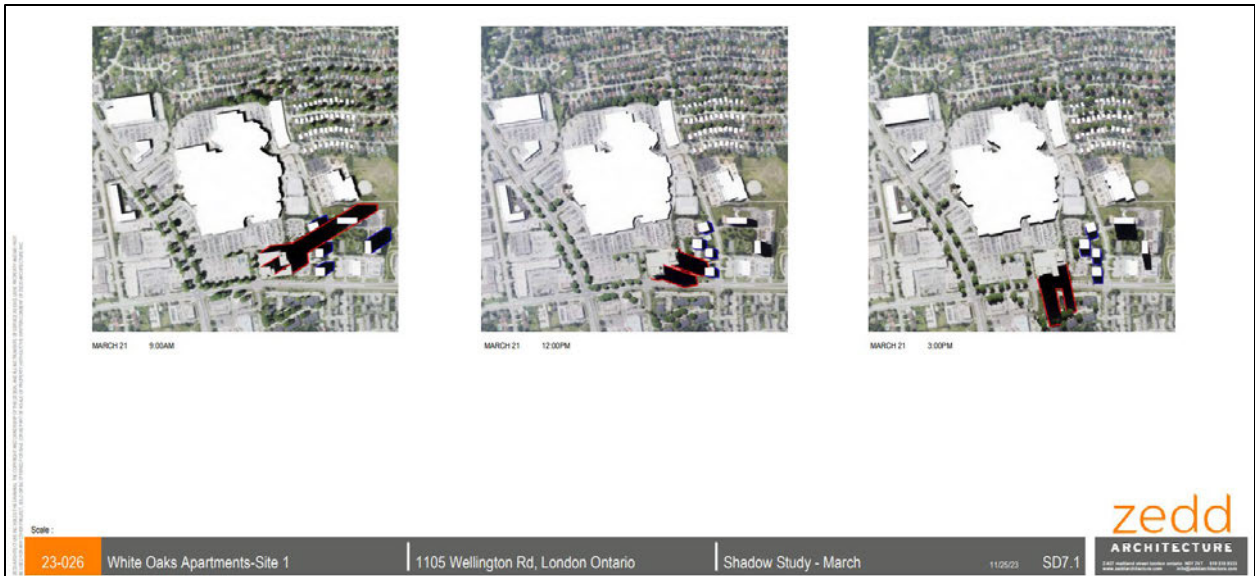 MARCH 21 9:00AM
MARCH 21 12:00PM
MARCH 21 3:00PM
Scale :
23-026
White Oaks Apartments-Site 1
1105 Wellington Rd, London Ontario
Shadow Study - March
11/25/23
SD7.1
zedd
ARCHITECTURE